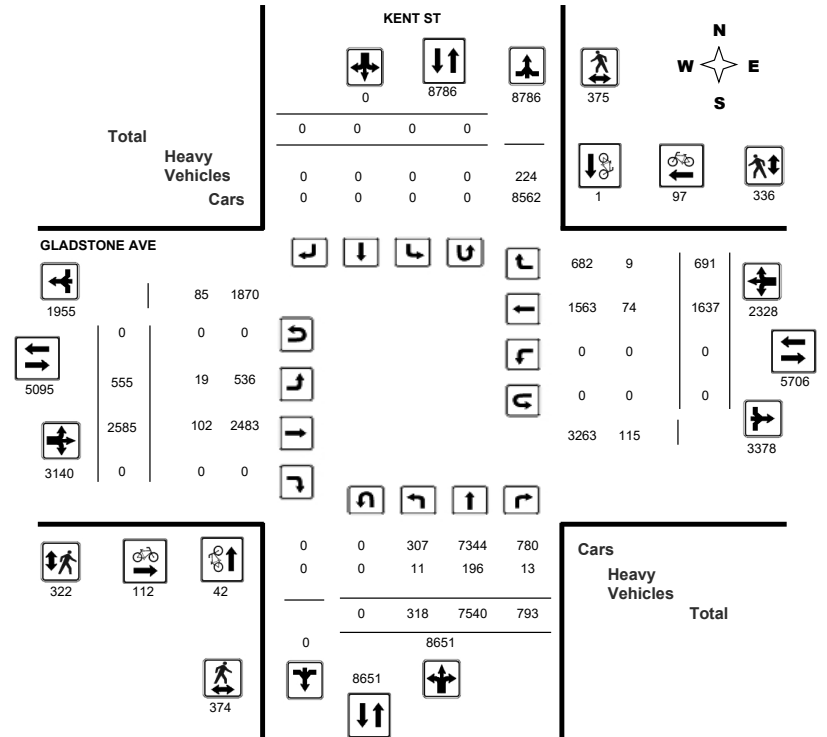 KENT ST
N
W E
S
0 8786 8786 375
0 0 0 0
Total
Heavy
Vehicles
0 0 0 0 224
Cars
0 0 0 0 8562
1 97 336
GLADSTONE AVE
682 9 691
85 1870
1955
1563 74 1637 2328
0 0 0
0 0 0
5095
555 19 536
5706
0 0 0
2585 102 2483
3263 115
3378
3140 0 0 0
0 0 307 7344 780
Cars
0 0 11 196 13
Heavy
Vehicles
322 112 42
0 318 7540 793
Total
0 8651
8651
374